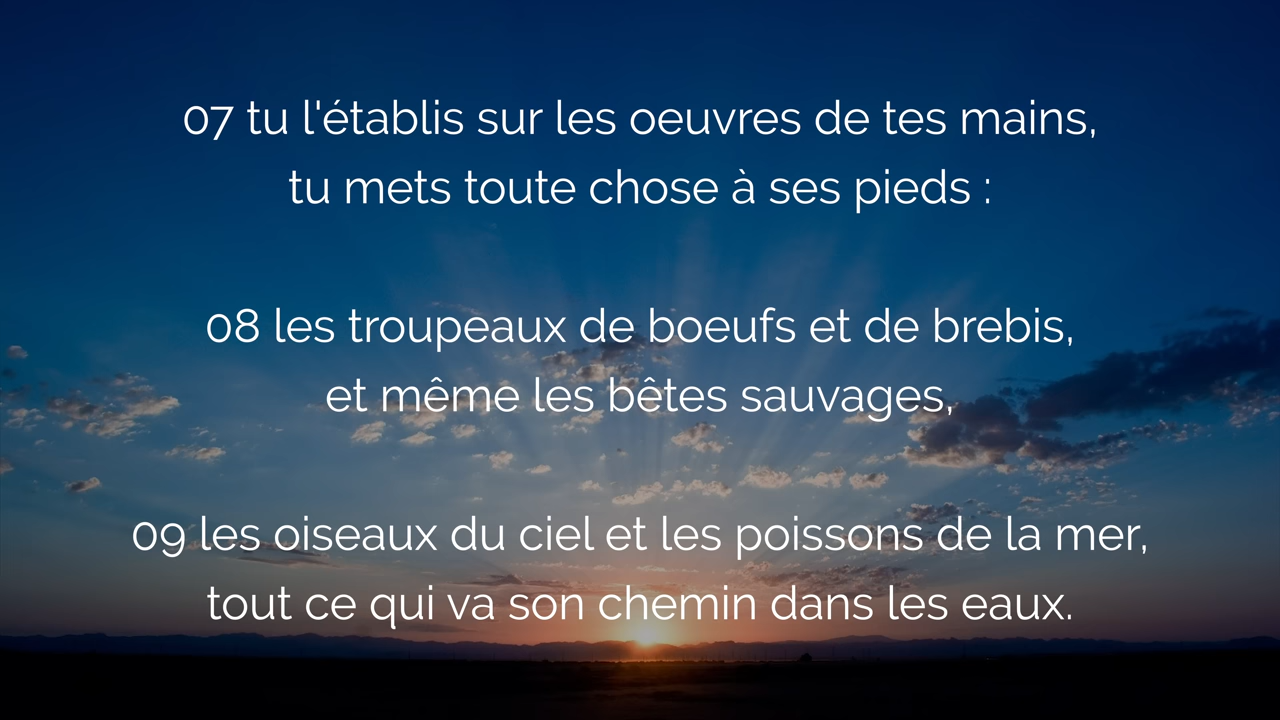 07 tu l'établis sur les oeuvres de tes mains,
tu mets toute chose à ses pieds :
08 les troupeaux de boeufs et de brebis,
et même les bêtes sauvages,
09 les oiseaux du ciel et les poissons de la mer,
tout ce qui va son chemin dans les eaux.